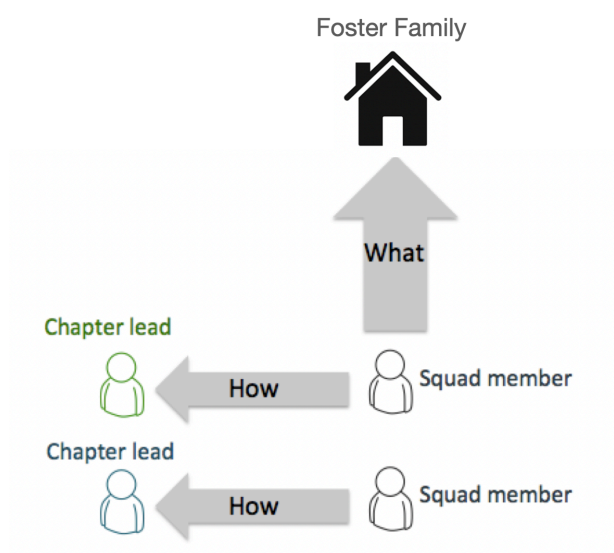 Foster Family
What
Chapter lead
How
Squad member
Chapter lead
How
Squad member